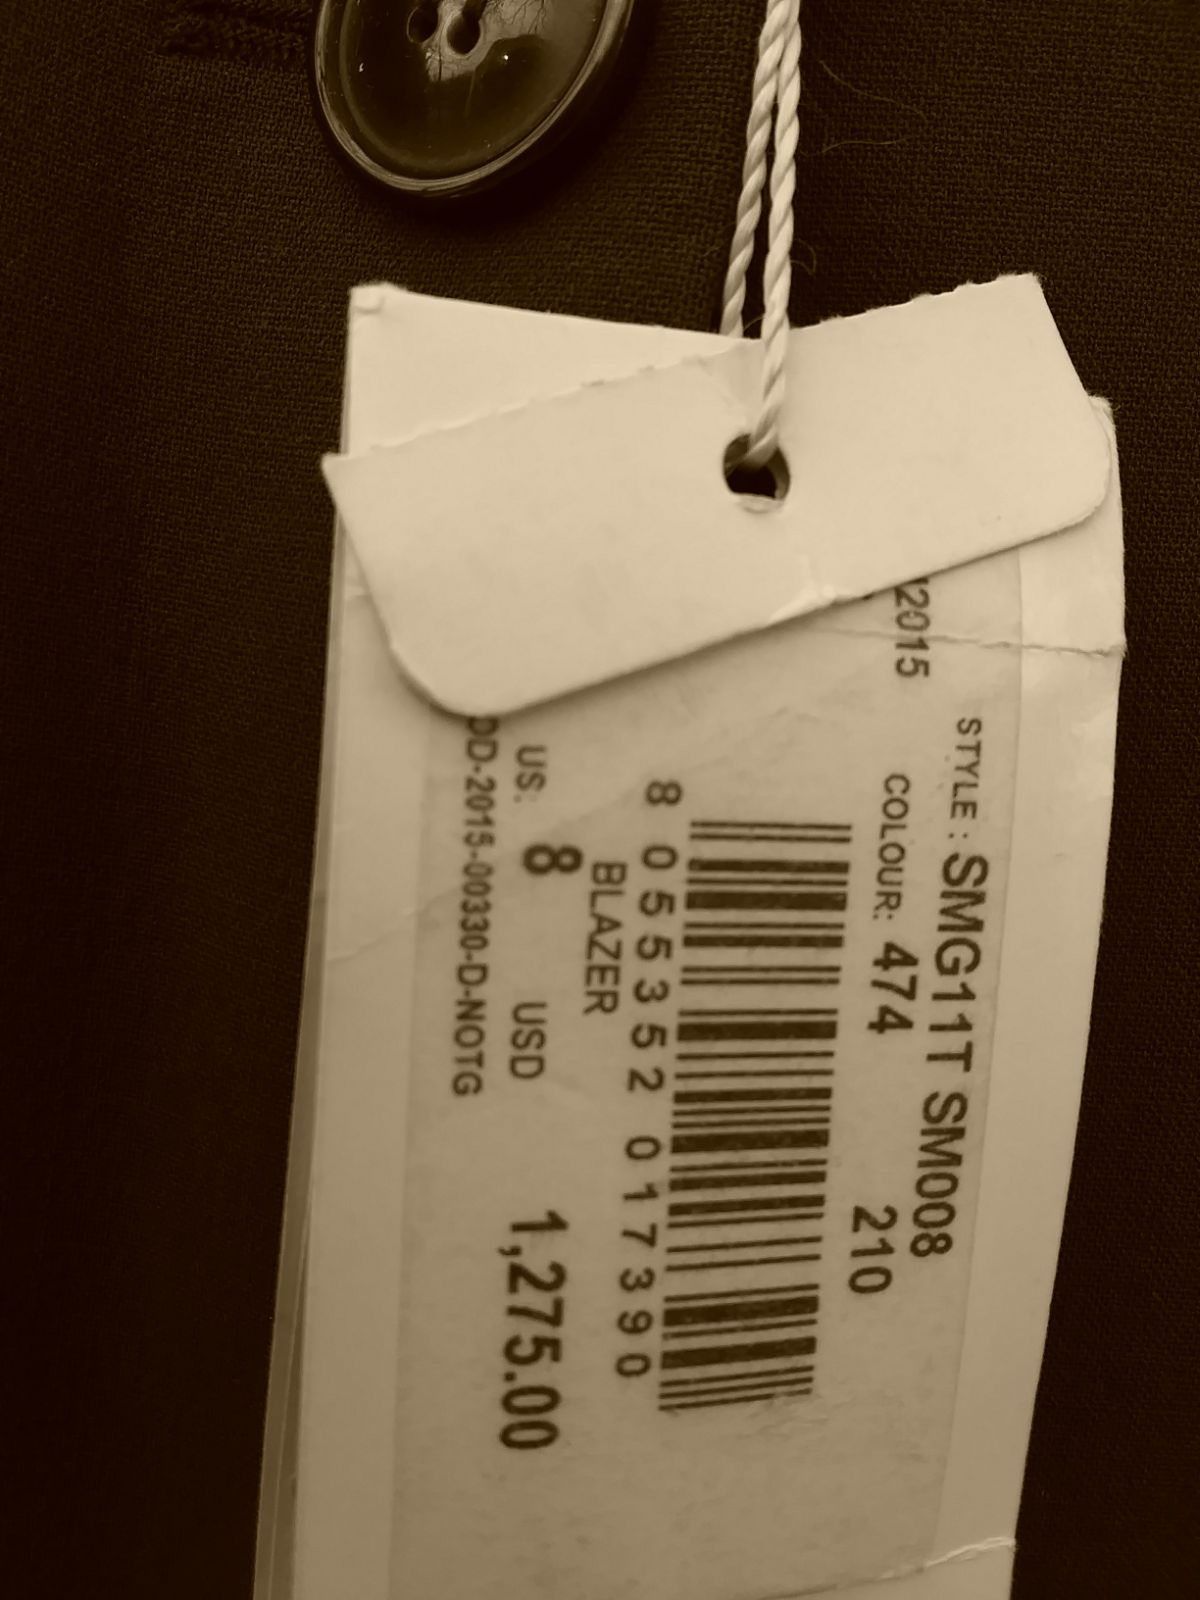 STYLE : SMG11T SM008
2015
COLOUR: 474 210
8 055352 017390
BLAZER
US: 8 USD 1,275.00
OD-2015-00330-D-NOTG